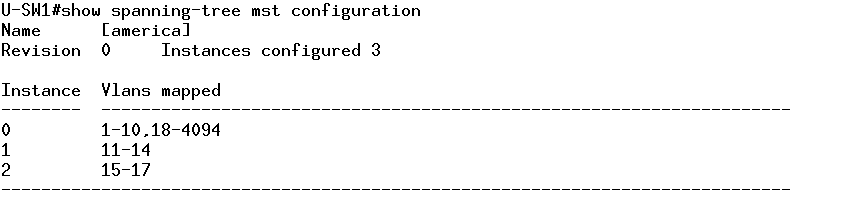 U-SW1#show spanning-tree mst configuration
Name      [america]
Revision  0     Instances configured 3
Instance  Vlans mapped
--------  ---------------------------------------------------------------------
0         1-10,18-4094
1         11-14
2         15-17
-------------------------------------------------------------------------------